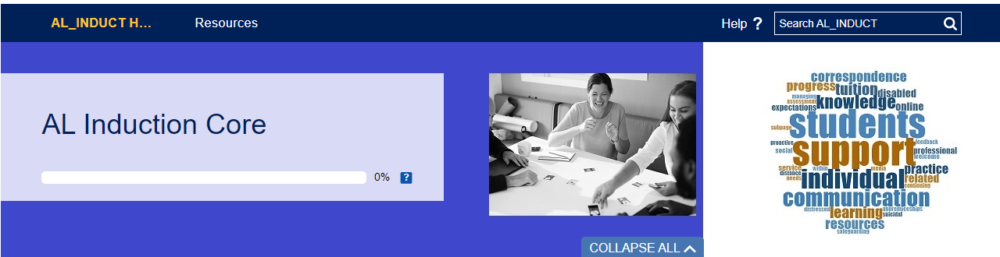 AL_INDUCT H...
Resources
Help ?
Search AL_INDUCT
AL Induction Core
0% ?
COLLAPSE ALL
correspondence
progress tuition disabled
managing
assessment knowledge online
expectations
students
subpage
proactive support feedback
social professional
welcome
service within media practice
distance individual related
needs continuing
communication
distressed learning apprenticeships
suicidal
resources
safeguarding